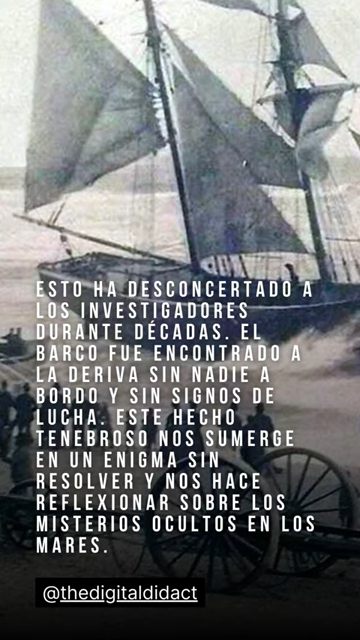 ESTO HA DESCONCERTADO A
LOS INVESTIGADORES
DURANTE DÉCADAS. EL
BARCO FUE ENCONTRADO A
LA DERIVA SIN NADIE A
BORDO Y SIN SIGNOS DE
LUCHA. ESTE HECHO
TENEBROSO NOS SUMERGE
EN UN ENIGMA SIN
RESOLVER Y NOS HACE
REFLEXIONAR SOBRE LOS
MISTERIOS OCULTOS EN LOS
MARES.
@thedigitaldidact